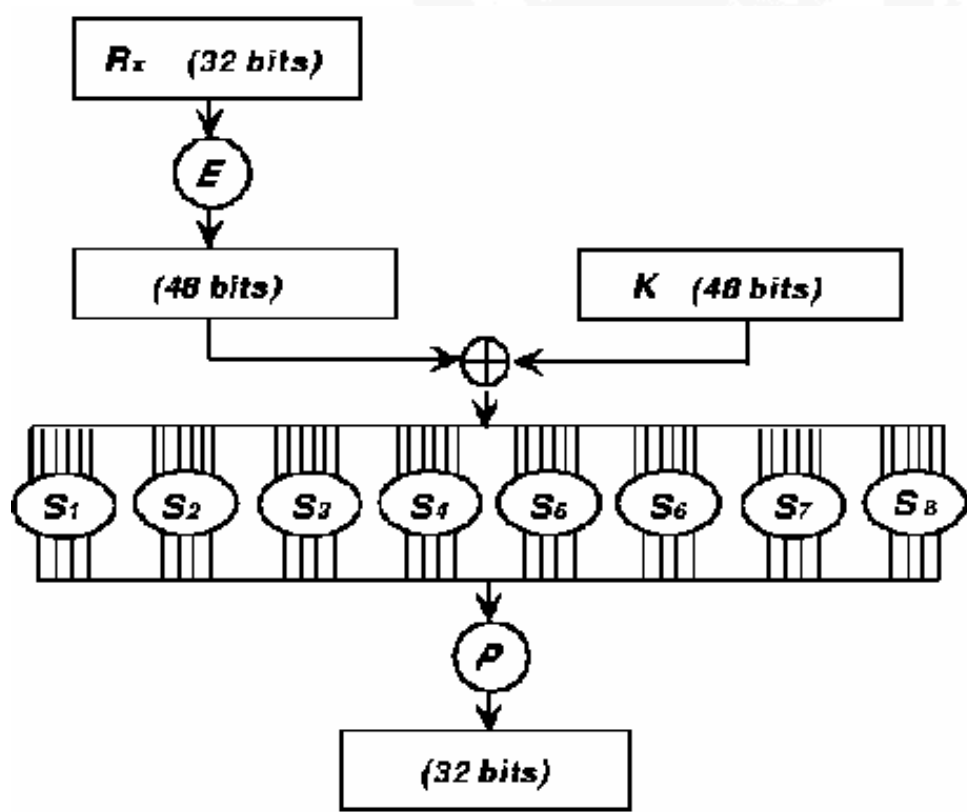 Rx (32 bits)
E
(48 bits)
K (48 bits)
S1 S2 S3 S4 S5 S6 S7 S8
P
(32 bits)